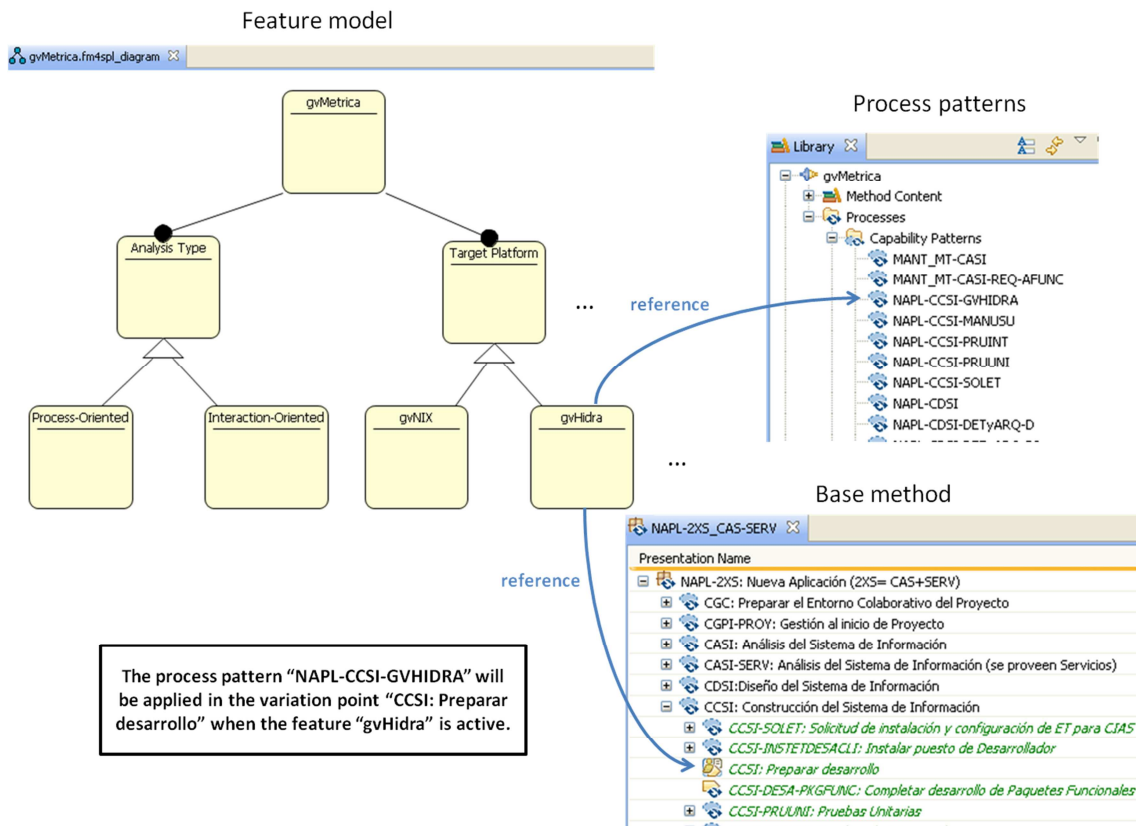 Feature model
gvMetrica.fm4spl_diagram
gvMetrica
Analysis Type
Target Platform
...
Process-Oriented
Interaction-Oriented
gvNIX
gvHidra
...
reference
reference
Process patterns
Library
gvMetrica
Method Content
Processes
Capability Patterns
MANT_MT-CASI
MANT_MT-CASI-REQ-AFUNC
NAPL-CCSI-GVHIDRA
NAPL-CCSI-MANUSU
NAPL-CCSI-PRUINT
NAPL-CCSI-PRUUNI
NAPL-CCSI-SOLET
NAPL-CDSI
NAPL-CDSI-DETyARQ-D
Base method
NAPL-2XS_CAS-SERV
Presentation Name
NAPL-2XS: Nueva Aplicación (2XS= CAS+SERV)
CGC: Preparar el Entorno Colaborativo del Proyecto
CGPI-PROY: Gestión al inicio de Proyecto
CASI: Análisis del Sistema de Información
CASI-SERV: Análisis del Sistema de Información (se proveen Servicios)
CDSI:Diseño del Sistema de Información
CCSI: Construcción del Sistema de Información
CCSI-SOLET: Solicitud de instalación y configuración de ET para CIAS
CCSI-INSTETDESACLI: Instalar puesto de Desarrollador
CCSI: Preparar desarrollo
CCSI-DESA-PKGFUNC: Completar desarrollo de Paquetes Funcionales
CCSI-PRUUNI: Pruebas Unitarias
The process pattern “NAPL-CCSI-GVHIDRA” will
be applied in the variation point “CCSI: Preparar
desarrollo” when the feature “gvHidra” is active.